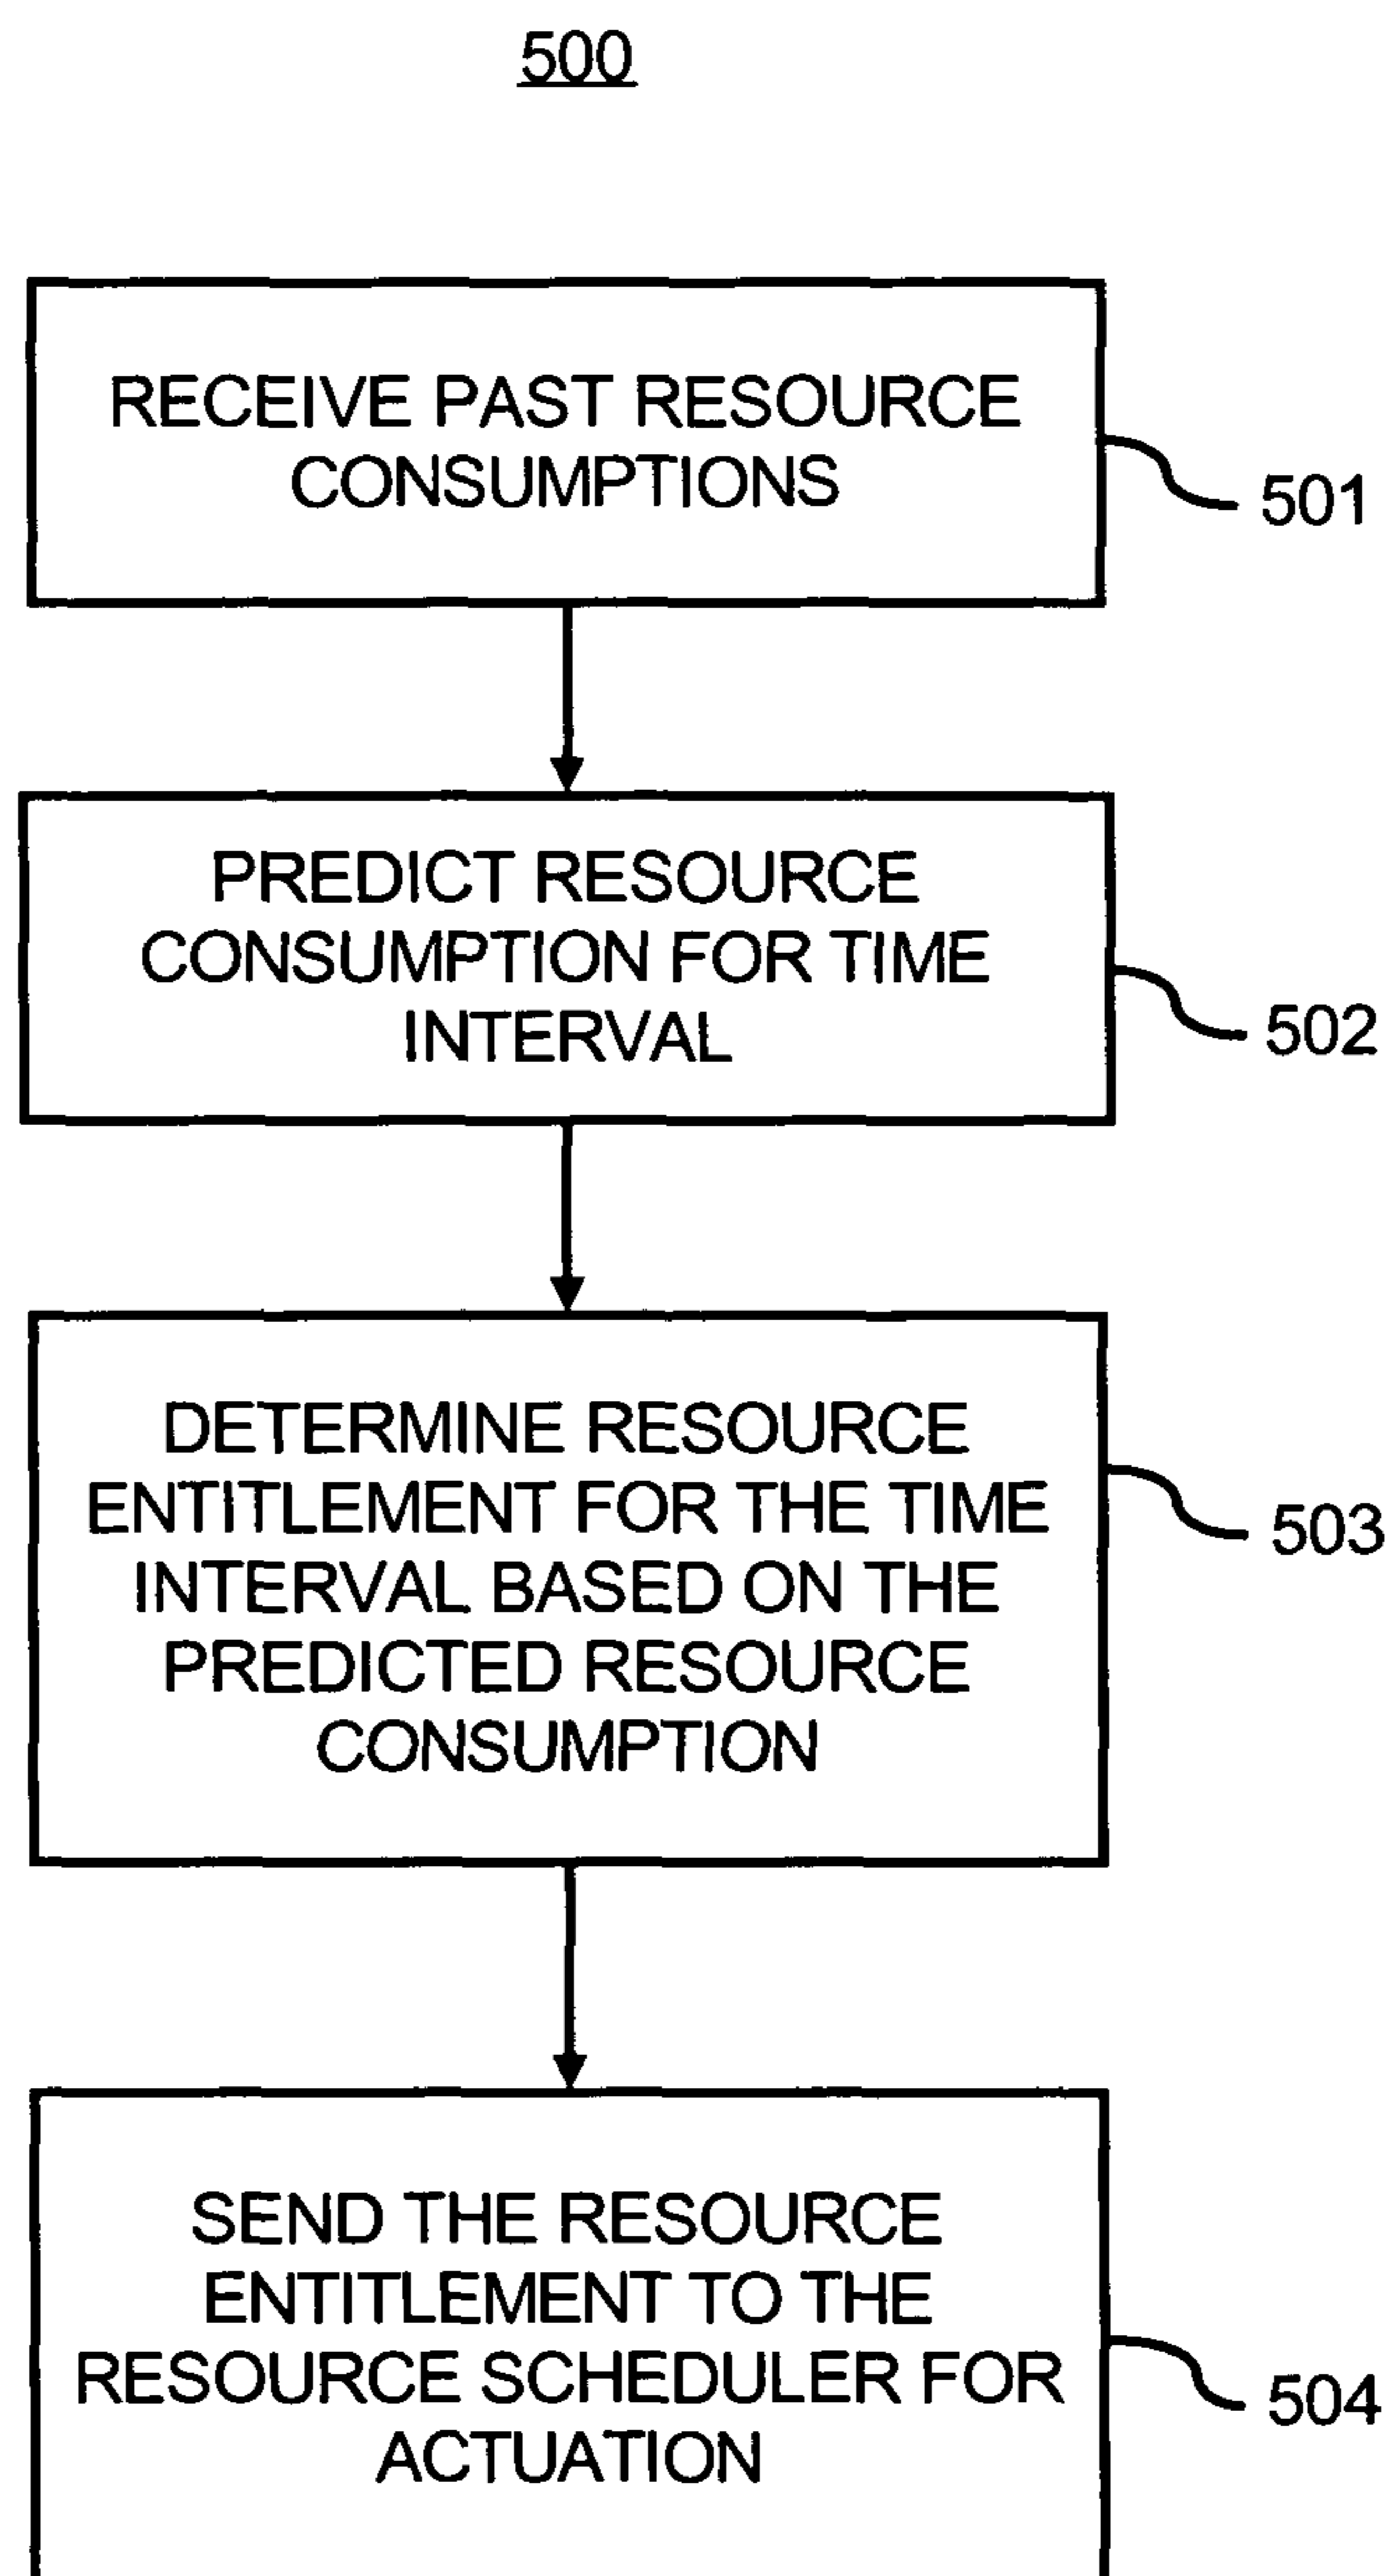 500
RECEIVE PAST RESOURCE
CONSUMPTIONS
501
PREDICT RESOURCE
CONSUMPTION FOR TIME
INTERVAL
502
DETERMINE RESOURCE
ENTITLEMENT FOR THE TIME
INTERVAL BASED ON THE
PREDICTED RESOURCE
CONSUMPTION
503
SEND THE RESOURCE
ENTITLEMENT TO THE
RESOURCE SCHEDULER FOR
ACTUATION
504